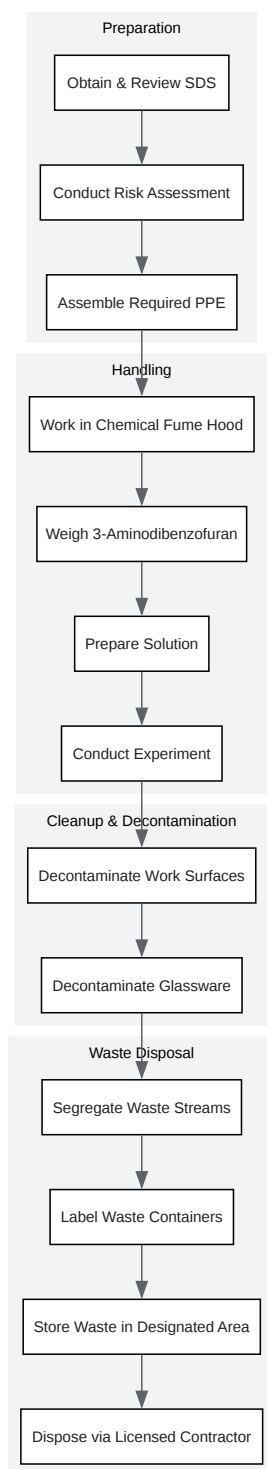 Preparation
Obtain & Review SDS
Conduct Risk Assessment
Assemble Required PPE
Handling
Work in Chemical Fume Hood
Weigh 3-Aminodibenzofuran
Prepare Solution
Conduct Experiment
Cleanup & Decontamination
Decontaminate Work Surfaces
Decontaminate Glassware
Waste Disposal
Segregate Waste Streams
Label Waste Containers
Store Waste in Designated Area
Dispose via Licensed Contractor